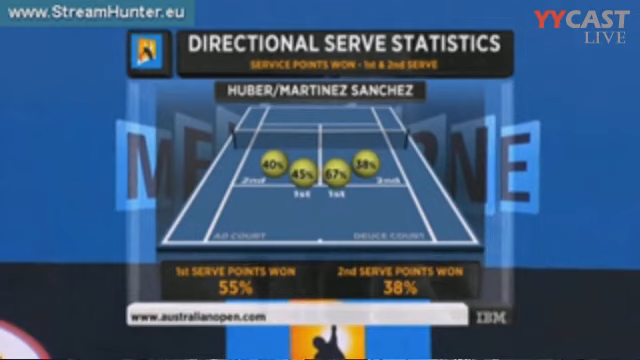 www.StreamHunter.eu
YYCAST
LIVE
DIRECTIONAL SERVE STATISTICS
SERVICE POINTS WON - 1st & 2nd SERVE
HUBER/MARTINEZ SANCHEZ
40% 45% 67% 38%
2nd 1st 1st 2nd
AD COURT DEUCE COURT
1ST SERVE POINTS WON 2ND SERVE POINTS WON
55% 38%
www.australianopen.com IBM